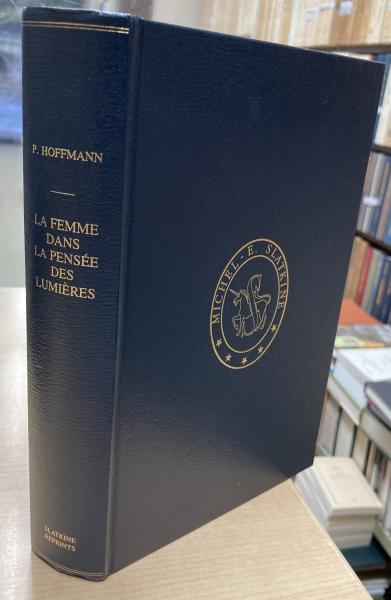 P. HOFFMANN
LA FEMME
DANS
LA PENSÉE
DES
LUMIÈRES
SLATKINE
REPRINTS
MICHEL - E. SLATKINE